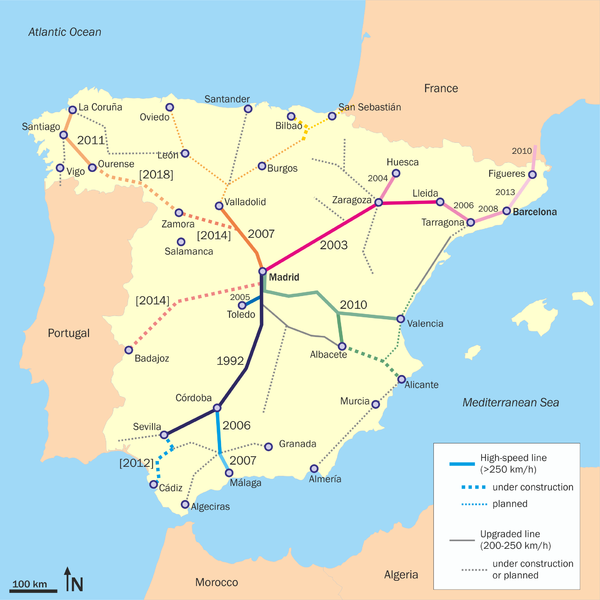 Atlantic Ocean
France
La Coruña
Oviedo
Santander
San Sebastián
Bilbao
Santiago
2011
León
Vigo
Ourense
[2018]
Burgos
Huesca
2004
2010
Figueres
Zaragoza
Lleida
2006
2013
2008
Barcelona
Tarragona
Valladolid
Zamora
[2014]
2007
Salamanca
2003
Madrid
[2014]
2005
Toledo
2010
Valencia
Portugal
Badajoz
Albacete
1992
Alicante
Córdoba
Murcia
Mediterranean Sea
Sevilla
2006
Granada
[2012]
2007
Málaga
Almería
Cádiz
Algeciras
High-speed line
(>250 km/h)
under construction
planned
Upgraded line
(200-250 km/h)
under construction
or planned
100 km
N
Morocco
Algeria